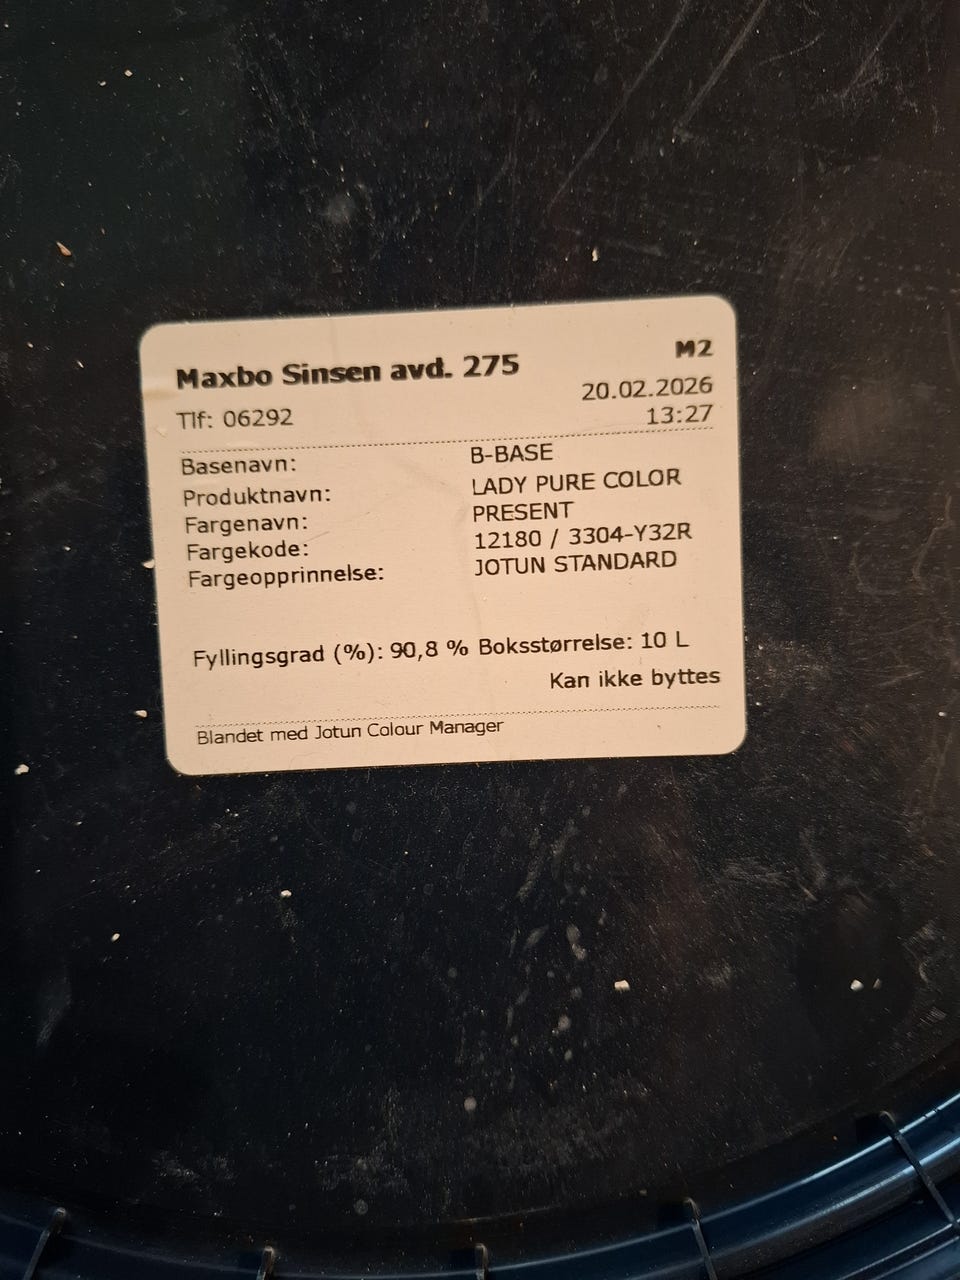 Maxbo Sinsen avd. 275 M2
Tlf: 06292 20.02.2026
13:27
Basenavn: B-BASE
Produktnavn: LADY PURE COLOR
Fargenavn: PRESENT
Fargekode: 12180 / 3304-Y32R
Fargeopprinnelse: JOTUN STANDARD
Fyllingsgrad (%): 90,8 % Boksstørrelse: 10 L
Kan ikke byttes
Blandet med Jotun Colour Manager